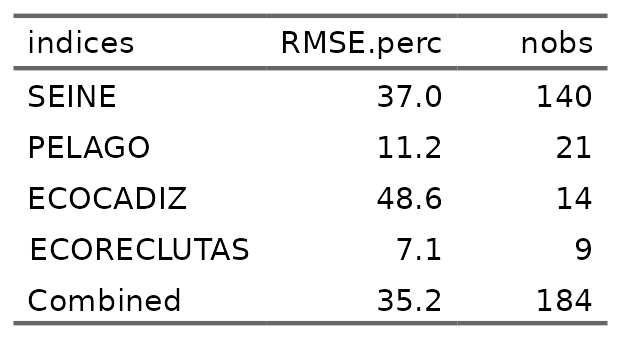 indices RMSE.perc nobs
SEINE 37.0 140
PELAGO 11.2 21
ECOCADIZ 48.6 14
ECORECLUTAS 7.1 9
Combined 35.2 184